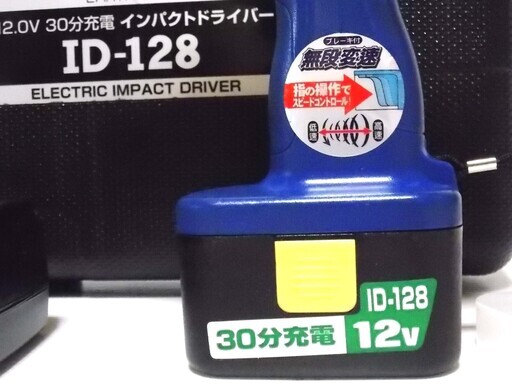 12.0V 30分充電 インパクトドライバー
ID-128
ELECTRIC IMPACT DRIVER
ブレーキ付
無段変速
指の操作で
スピードコントロール!
低速
高速
ID-128
30分充電
12v